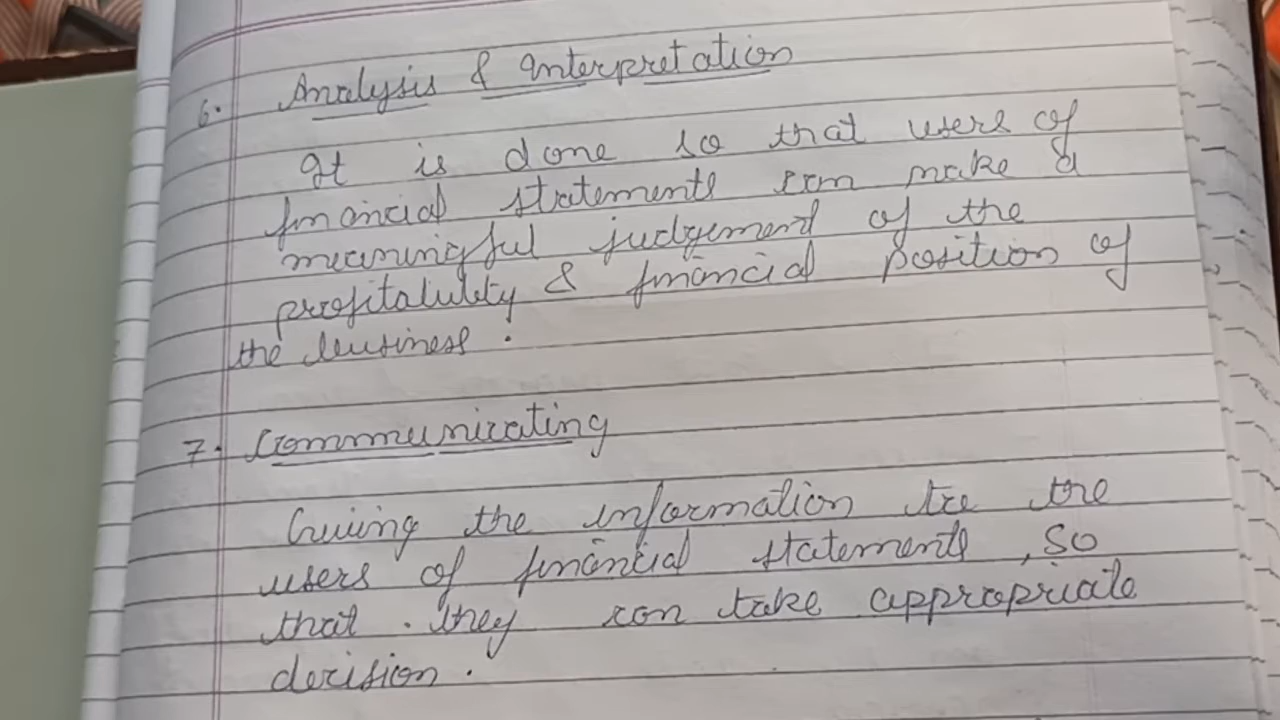 6. Analysis & Interpretation
It is done so that users of
financial statements can make a
meaningful judgement of the
profitability & financial position of
the business.
7. Communicating
Giving the information to the
users of financial statements, so
that they can take appropriate
decision.